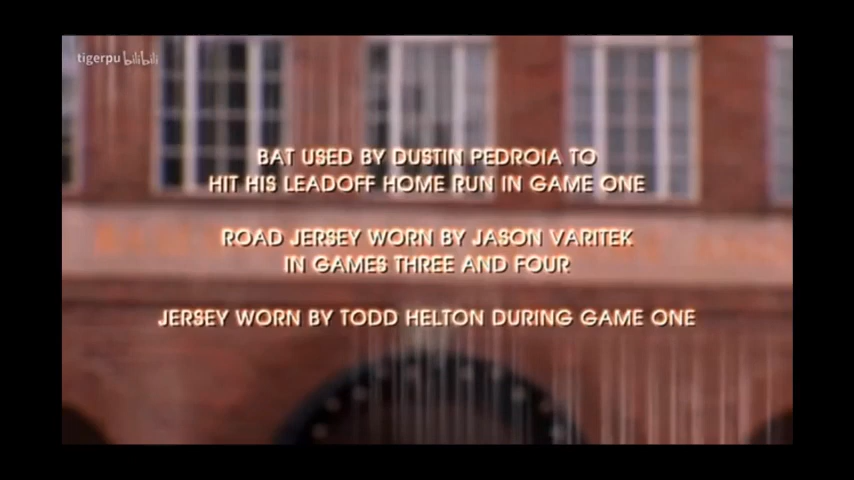 tigerpu bilibili
BAT USED BY DUSTIN PEDROIA TO
HIT HIS LEADOFF HOME RUN IN GAME ONE
ROAD JERSEY WORN BY JASON VARITEK
IN GAMES THREE AND FOUR
JERSEY WORN BY TODD HELTON DURING GAME ONE